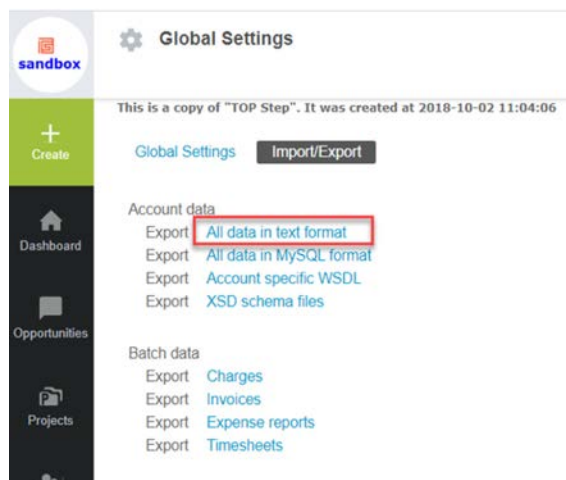 sandbox
Global Settings
This is a copy of "TOP Step". It was created at 2018-10-02 11:04:06
Create
Global Settings Import/Export
Account data
Export All data in text format
Dashboard
Export All data in MySQL format
Export Account specific WSDL
Export XSD schema files
Opportunities
Batch data
Export Charges
Export Invoices
Projects
Export Expense reports
Export Timesheets